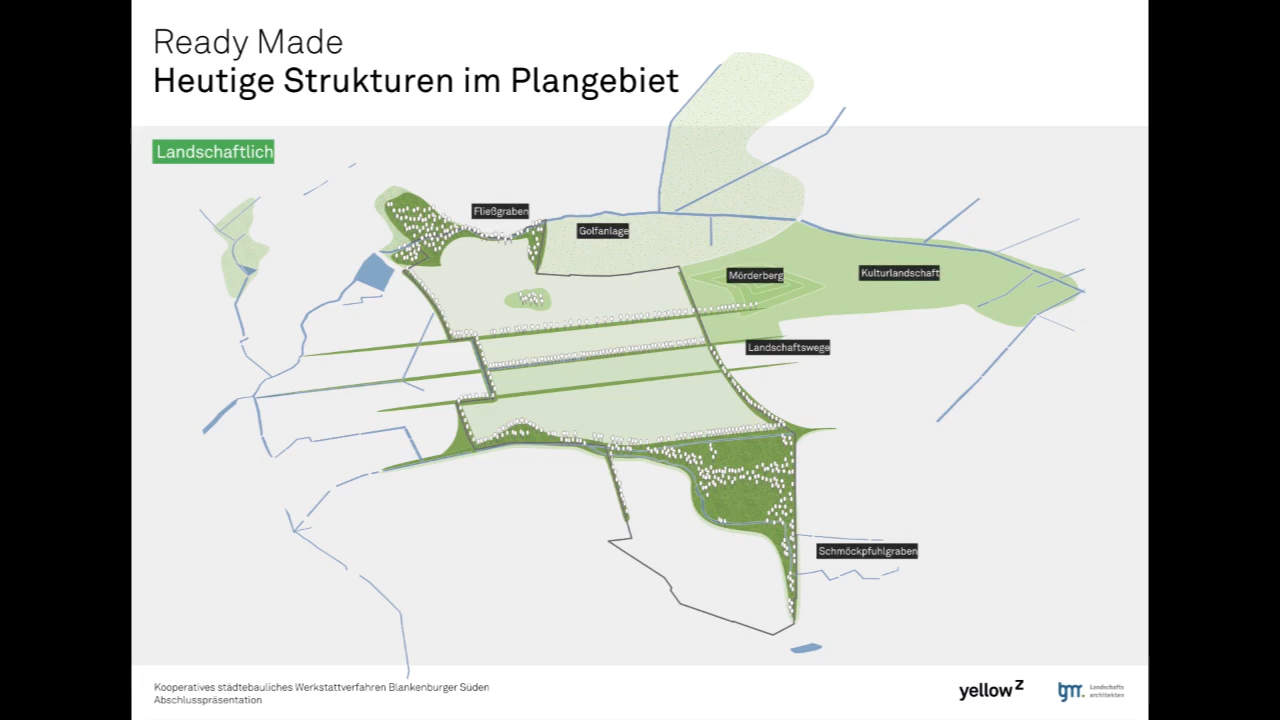 Ready Made
Heutige Strukturen im Plangebiet
Landschaftlich
Fließgraben
Golfanlage
Mörderberg
Kulturlandschaft
Landschaftswege
Schmöckpfuhlgraben
Kooperatives städtebauliches Werkstattverfahren Blankenburger Süden
Abschlusspräsentation
yellow z
bgmr. Landschafts
architekten